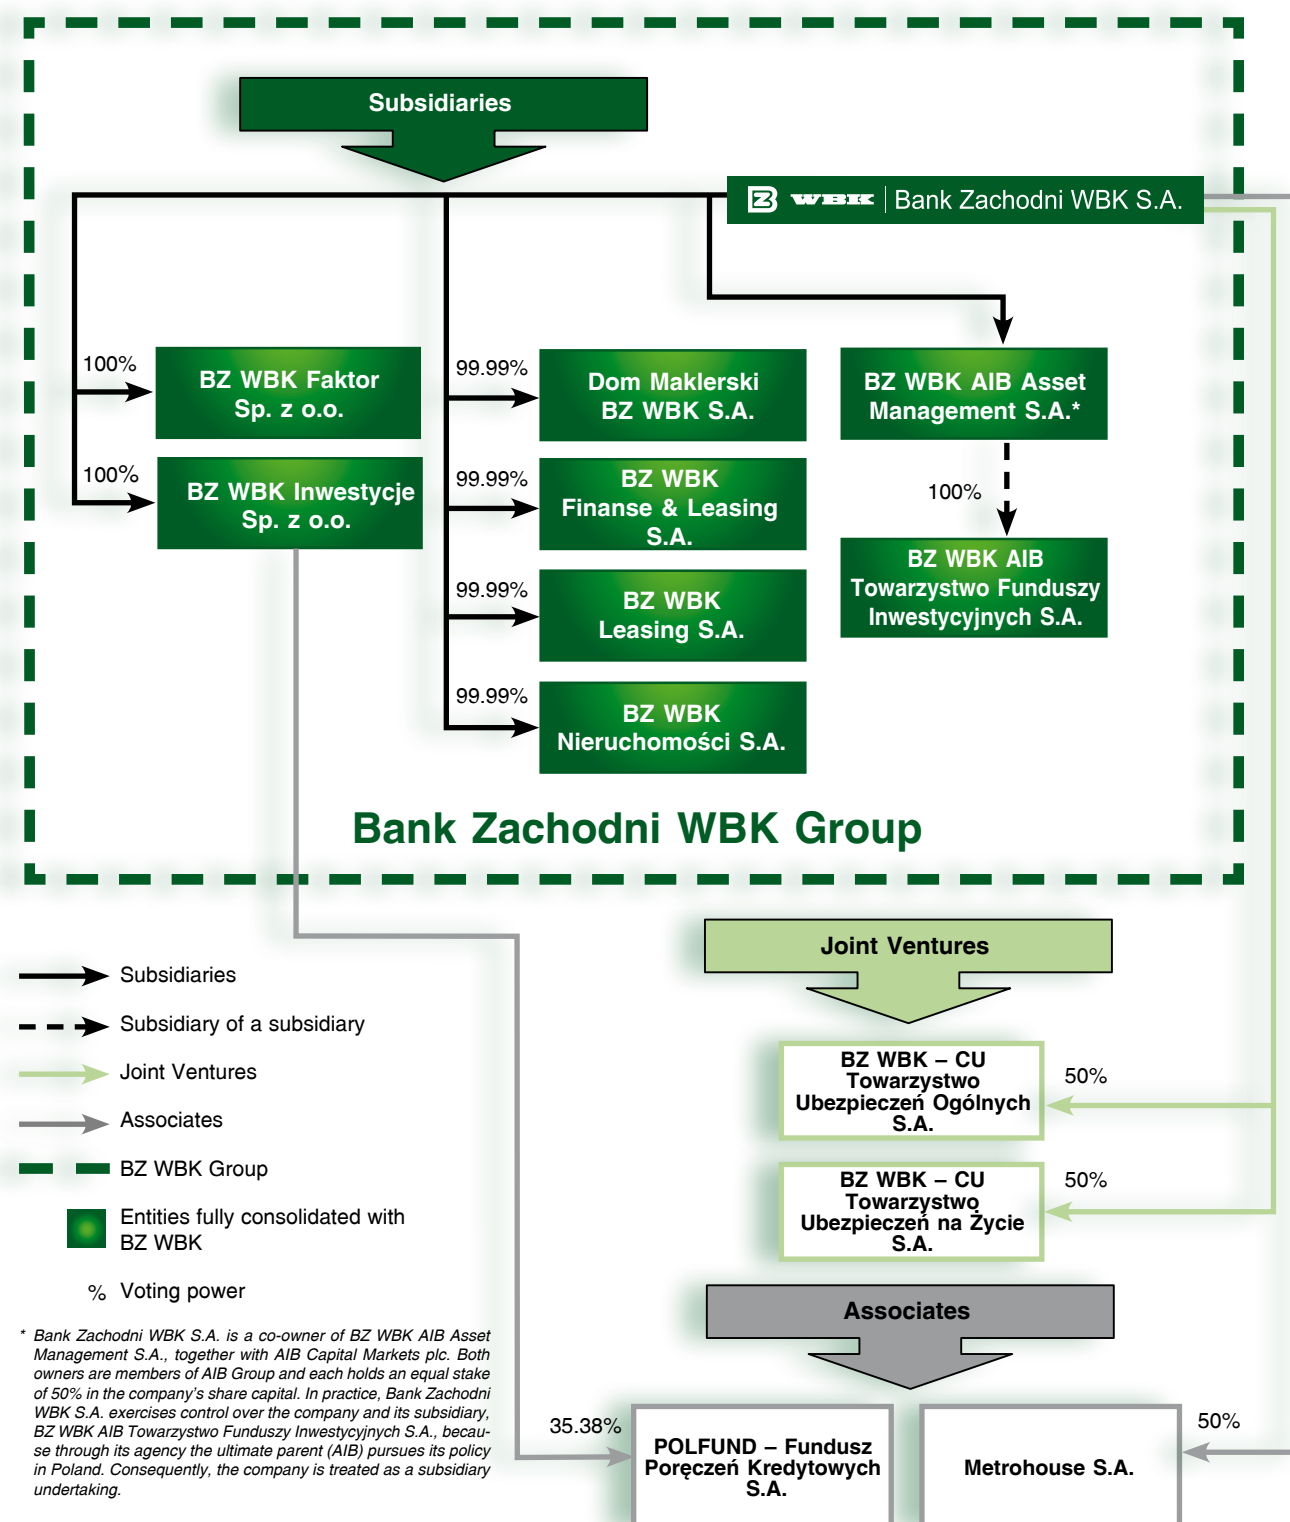 Subsidiaries
B Z WBK | Bank Zachodni WBK S.A.
100%
BZ WBK Faktor
Sp. z o.o.
100%
BZ WBK Inwestycje
Sp. z o.o.
99.99%
Dom Maklerski
BZ WBK S.A.
99.99%
BZ WBK
Finanse & Leasing
S.A.
99.99%
BZ WBK
Leasing S.A.
99.99%
BZ WBK
Nieruchomości S.A.
BZ WBK AIB Asset
Management S.A.*
100%
BZ WBK AIB
Towarzystwo Funduszy
Inwestycyjnych S.A.
Bank Zachodni WBK Group
Subsidiaries
Subsidiary of a subsidiary
Joint Ventures
Associates
BZ WBK Group
Entities fully consolidated with
BZ WBK
% Voting power
* Bank Zachodni WBK S.A. is a co-owner of BZ WBK AIB Asset
Management S.A., together with AIB Capital Markets plc. Both
owners are members of AIB Group and each holds an equal stake
of 50% in the company's share capital. In practice, Bank Zachodni
WBK S.A. exercises control over the company and its subsidiary,
BZ WBK AIB Towarzystwo Funduszy Inwestycyjnych S.A., becau-
se through its agency the ultimate parent (AIB) pursues its policy
in Poland. Consequently, the company is treated as a subsidiary
undertaking.
Joint Ventures
BZ WBK – CU
Towarzystwo
Ubezpieczeń Ogólnych
S.A.
50%
BZ WBK – CU
Towarzystwo
Ubezpieczeń na Życie
S.A.
50%
Associates
35.38%
POLFUND – Fundusz
Poręczeń Kredytowych
S.A.
Metrohouse S.A.
50%